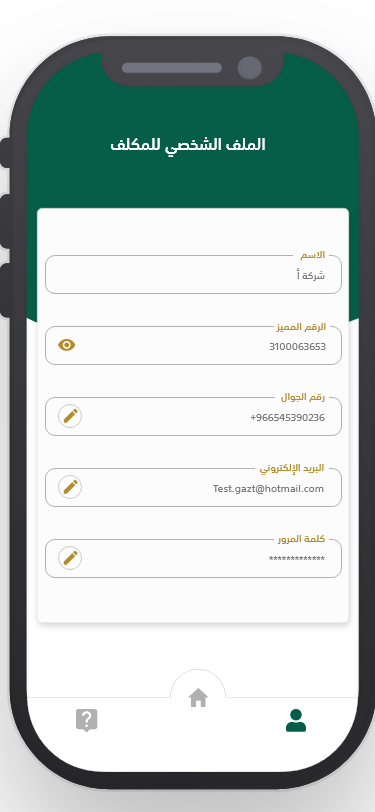 الملف الشخصي للمكلف
الاسم
شركة أ
الرقم المميز
3100063653
رقم الجوال
+966545390236
البريد الإلكتروني
Test.gazt@hotmail.com
كلمة المرور
*************